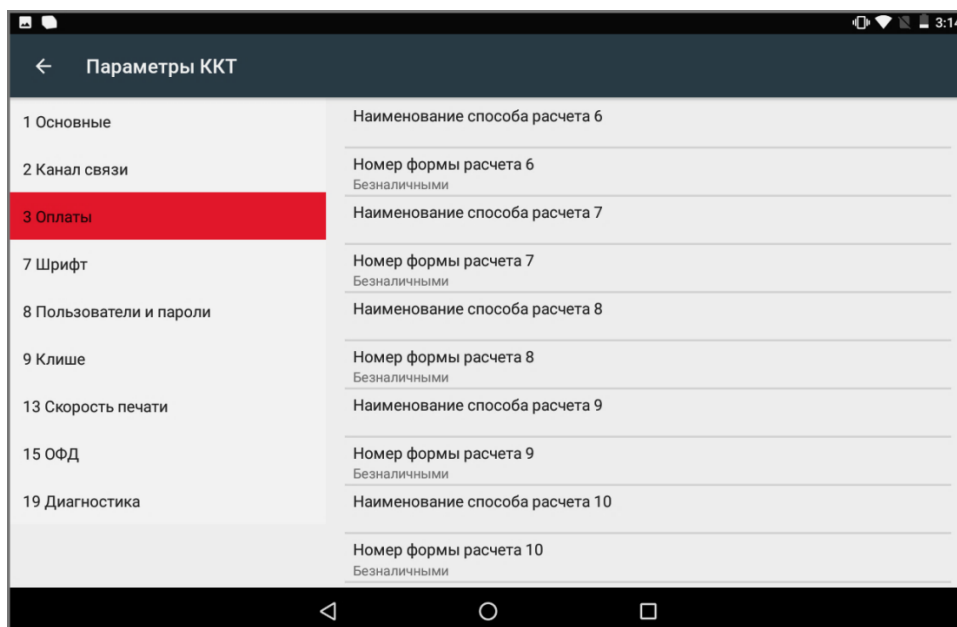 3:14
Параметры ККТ
1 Основные
2 Канал связи
3 Оплаты
7 Шрифт
8 Пользователи и пароли
9 Клише
13 Скорость печати
15 ОФД
19 Диагностика
Наименование способа расчета 6
Номер формы расчета 6
Безналичными
Наименование способа расчета 7
Номер формы расчета 7
Безналичными
Наименование способа расчета 8
Номер формы расчета 8
Безналичными
Наименование способа расчета 9
Номер формы расчета 9
Безналичными
Наименование способа расчета 10
Номер формы расчета 10
Безналичными